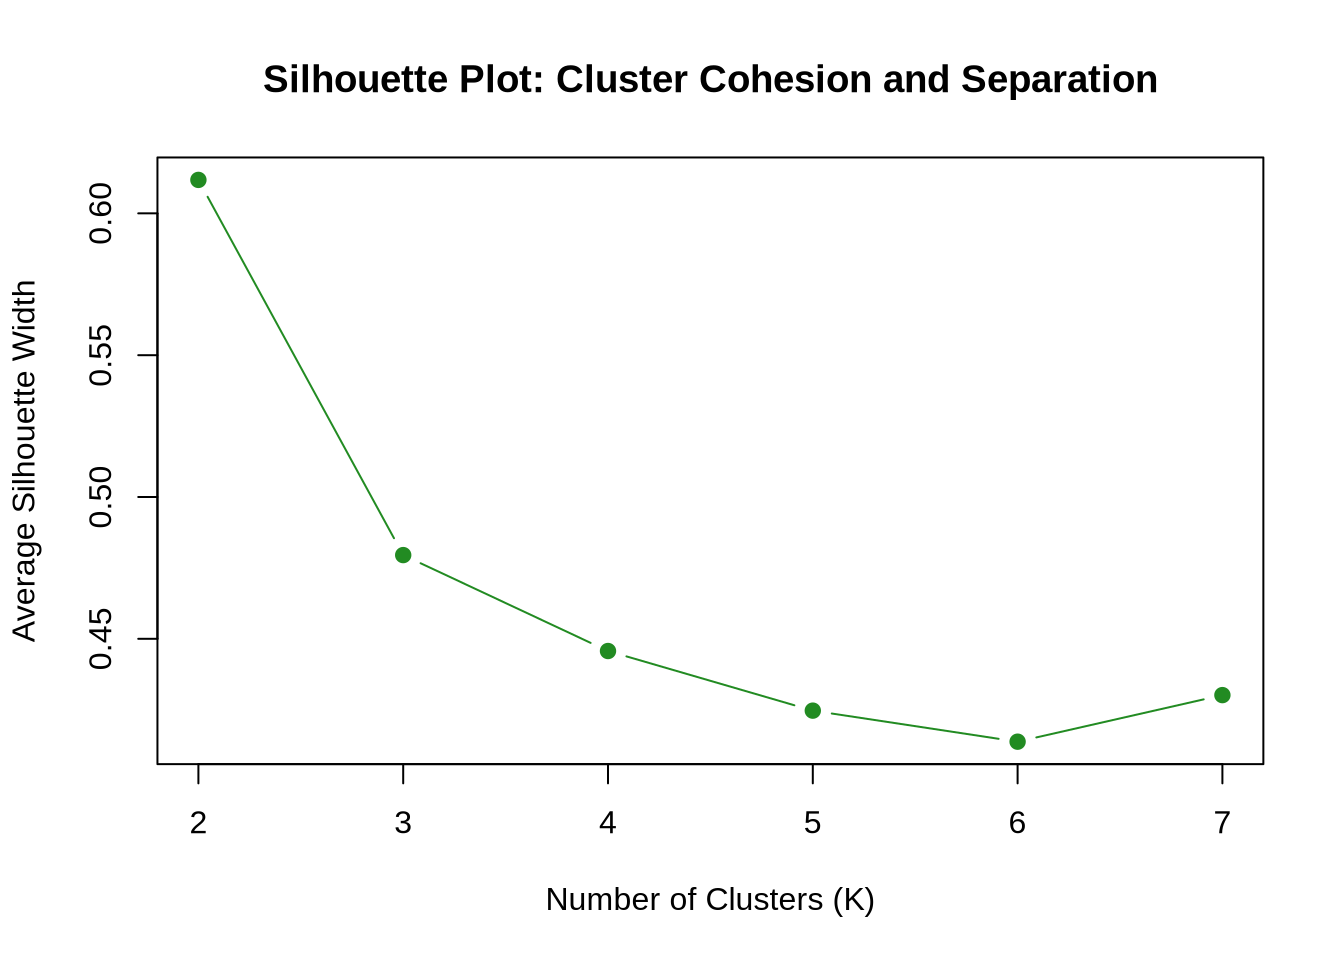 Silhouette Plot: Cluster Cohesion and Separation
Average Silhouette Width
0.60
0.55
0.50
0.45
2 3 4 5 6 7
Number of Clusters (K)